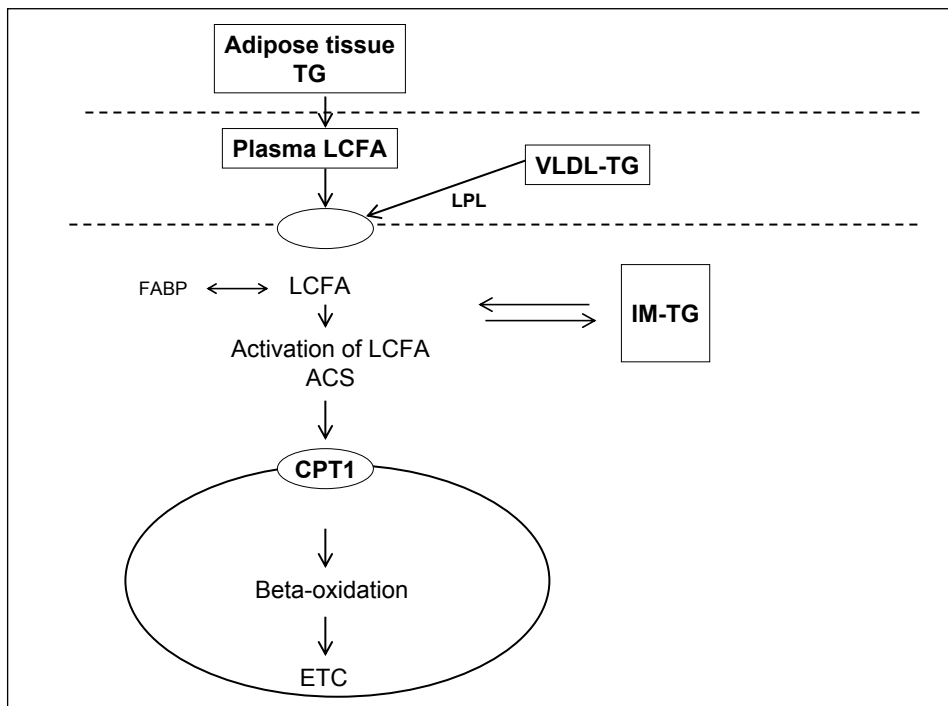 Adipose tissue
TG
Plasma LCFA
VLDL-TG
LPL
FABP
LCFA
IM-TG
Activation of LCFA
ACS
CPT1
Beta-oxidation
ETC